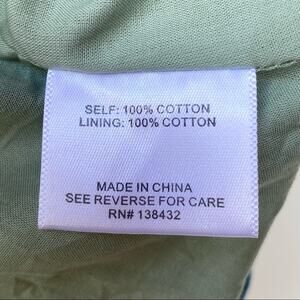 SELF: 100% COTTON
LINING: 100% COTTON
MADE IN CHINA
SEE REVERSE FOR CARE
RN# 138432